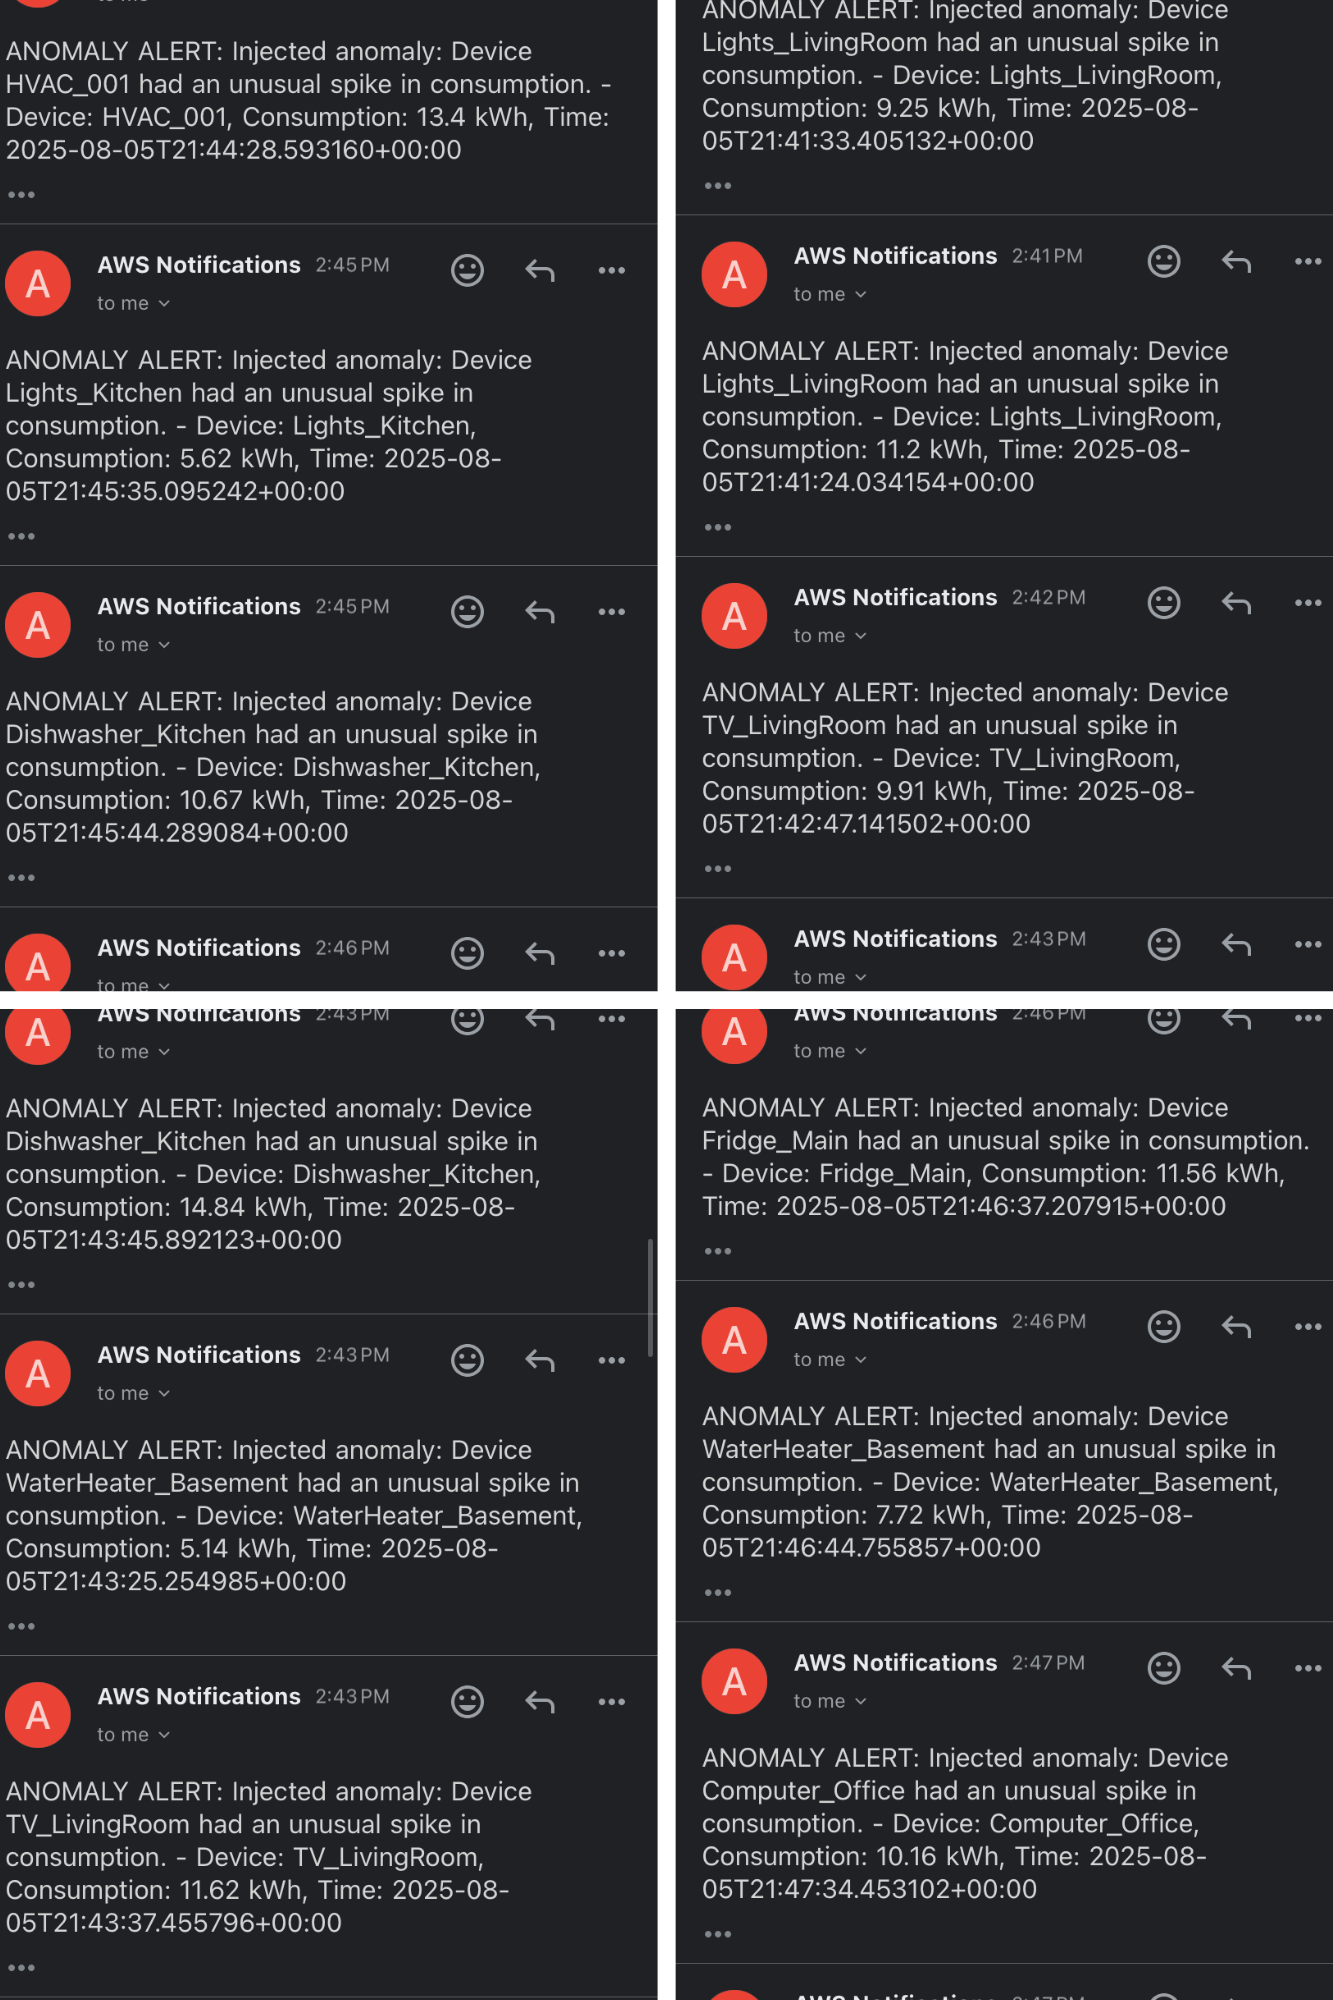 to me
ANOMALY ALERT: Injected anomaly: Device
HVAC_001 had an unusual spike in consumption. -
Device: HVAC_001, Consumption: 13.4 kWh, Time:
2025-08-05T21:44:28.593160+00:00
A
AWS Notifications 2:45 PM
to me
ANOMALY ALERT: Injected anomaly: Device
Lights_Kitchen had an unusual spike in
consumption. - Device: Lights_Kitchen,
Consumption: 5.62 kWh, Time: 2025-08-
05T21:45:35.095242+00:00
A
AWS Notifications 2:45 PM
to me
ANOMALY ALERT: Injected anomaly: Device
Dishwasher_Kitchen had an unusual spike in
consumption. - Device: Dishwasher_Kitchen,
Consumption: 10.67 kWh, Time: 2025-08-
05T21:45:44.289084+00:00
A
AWS Notifications 2:46 PM
to me
ANOMALY ALERT: Injected anomaly: Device
Lights_LivingRoom had an unusual spike in
consumption. - Device: Lights_LivingRoom,
Consumption: 9.25 kWh, Time: 2025-08-
05T21:41:33.405132+00:00
A
AWS Notifications 2:41 PM
to me
ANOMALY ALERT: Injected anomaly: Device
Lights_LivingRoom had an unusual spike in
consumption. - Device: Lights_LivingRoom,
Consumption: 11.2 kWh, Time: 2025-08-
05T21:41:24.034154+00:00
A
AWS Notifications 2:42 PM
to me
ANOMALY ALERT: Injected anomaly: Device
TV_LivingRoom had an unusual spike in
consumption. - Device: TV_LivingRoom,
Consumption: 9.91 kWh, Time: 2025-08-
05T21:42:47.141502+00:00
A
AWS Notifications 2:43 PM
to me
A
AWS Notifications 2:43 PM
to me
ANOMALY ALERT: Injected anomaly: Device
Dishwasher_Kitchen had an unusual spike in
consumption. - Device: Dishwasher_Kitchen,
Consumption: 14.84 kWh, Time: 2025-08-
05T21:43:45.892123+00:00
A
AWS Notifications 2:43 PM
to me
ANOMALY ALERT: Injected anomaly: Device
WaterHeater_Basement had an unusual spike in
consumption. - Device: WaterHeater_Basement,
Consumption: 5.14 kWh, Time: 2025-08-
05T21:43:25.254985+00:00
A
AWS Notifications 2:43 PM
to me
ANOMALY ALERT: Injected anomaly: Device
TV_LivingRoom had an unusual spike in
consumption. - Device: TV_LivingRoom,
Consumption: 11.62 kWh, Time: 2025-08-
05T21:43:37.455796+00:00
A
AWS Notifications 2:46 PM
to me
ANOMALY ALERT: Injected anomaly: Device
Fridge_Main had an unusual spike in consumption.
- Device: Fridge_Main, Consumption: 11.56 kWh,
Time: 2025-08-05T21:46:37.207915+00:00
A
AWS Notifications 2:46 PM
to me
ANOMALY ALERT: Injected anomaly: Device
WaterHeater_Basement had an unusual spike in
consumption. - Device: WaterHeater_Basement,
Consumption: 7.72 kWh, Time: 2025-08-
05T21:46:44.755857+00:00
A
AWS Notifications 2:47 PM
to me
ANOMALY ALERT: Injected anomaly: Device
Computer_Office had an unusual spike in
consumption. - Device: Computer_Office,
Consumption: 10.16 kWh, Time: 2025-08-
05T21:47:34.453102+00:00
AWS Notifications 2:47 PM